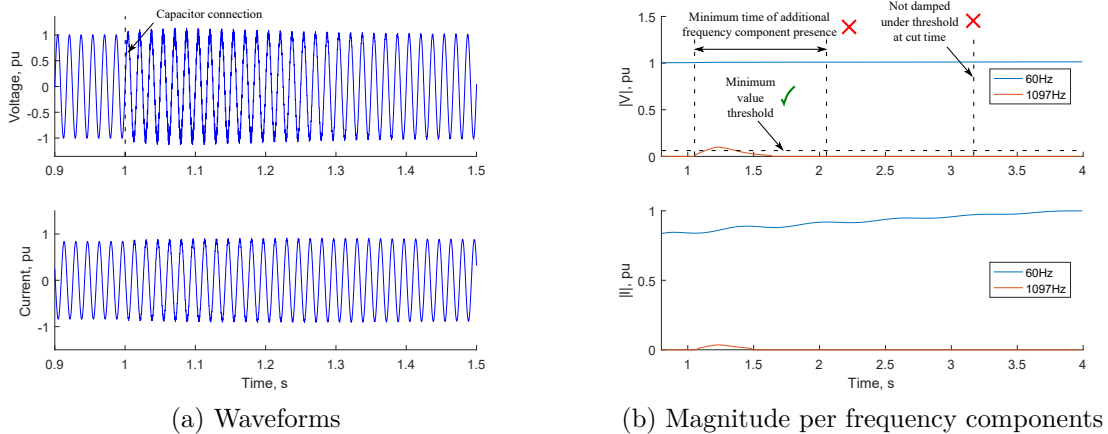 Capacitor connection
Voltage, pu
1
0.5
0
-0.5
-1
0.9
1
1.1
1.2
1.3
1.4
1.5
Current, pu
1
0
-1
0.9
1
1.1
1.2
1.3
1.4
1.5
Time, s
(a) Waveforms
Minimum time of additional
frequency component presence
Not damped
under threshold
at cut time
Minimum
value
threshold
|V|, pu
1.5
1
0.5
0
60Hz
1097Hz
1
1.5
2
2.5
3
3.5
4
|I|, pu
1
0.5
0
60Hz
1097Hz
1
1.5
2
2.5
3
3.5
4
Time, s
(b) Magnitude per frequency components